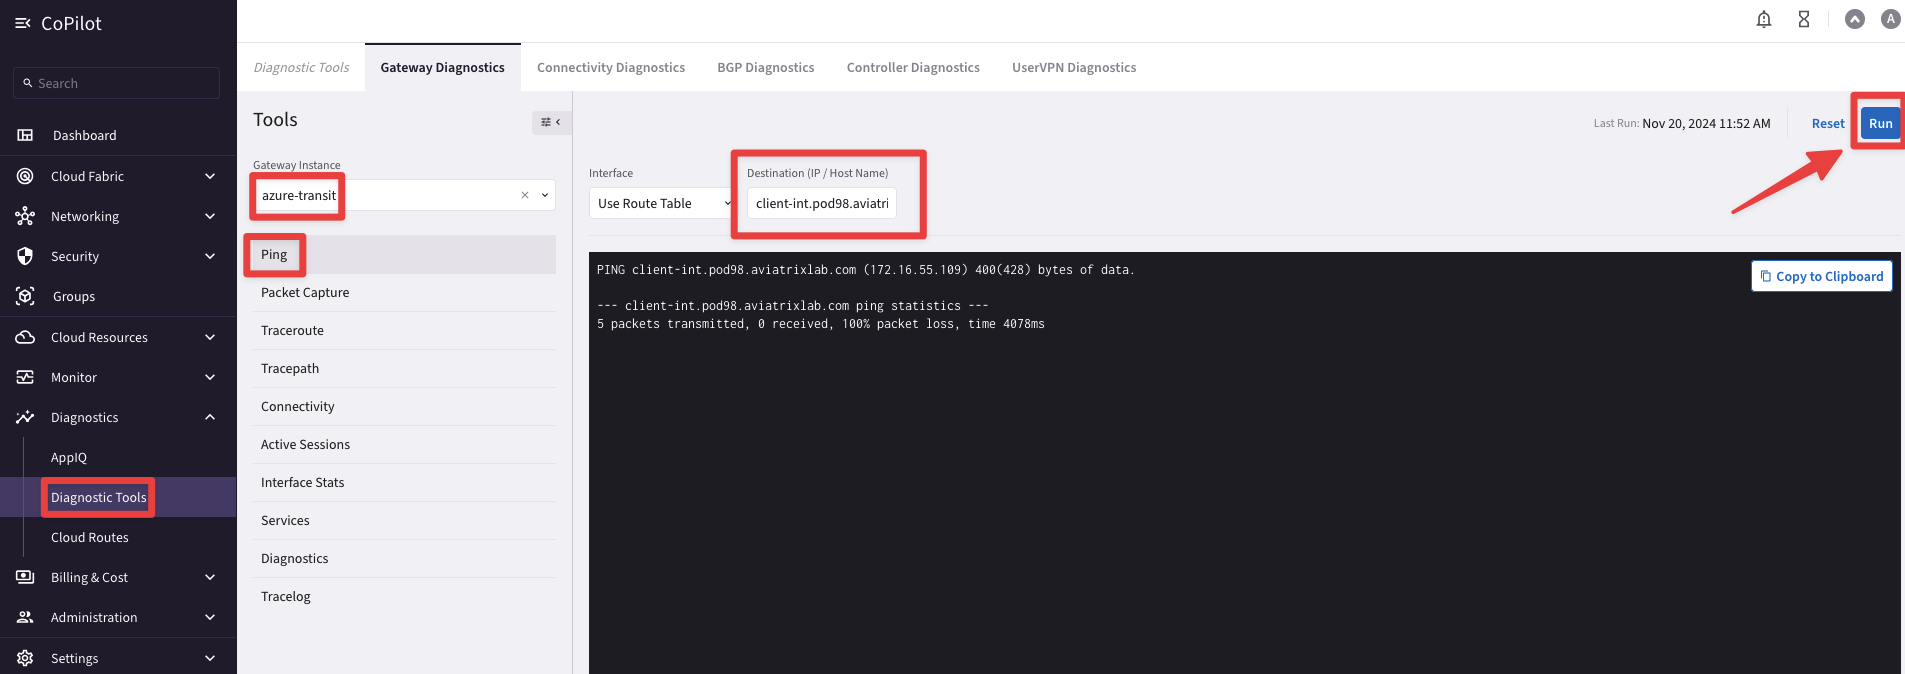 CoPilot
Search
Dashboard
Cloud Fabric
Networking
Security
Groups
Cloud Resources
Monitor
Diagnostics
AppIQ
Diagnostic Tools
Cloud Routes
Billing & Cost
Administration
Settings
A
Diagnostic Tools
Gateway Diagnostics
Connectivity Diagnostics
BGP Diagnostics
Controller Diagnostics
UserVPN Diagnostics
Tools
Gateway Instance
azure-transit
Ping
Packet Capture
Traceroute
Tracepath
Connectivity
Active Sessions
Interface Stats
Services
Diagnostics
Tracelog
Last Run: Nov 20, 2024 11:52 AM
Reset
Run
Interface
Use Route Table
Destination (IP / Host Name)
client-int.pod98.aviatri
Copy to Clipboard
PING client-int.pod98.aviatrixlab.com (172.16.55.109) 400(428) bytes of data.
--- client-int.pod98.aviatrixlab.com ping statistics ---
5 packets transmitted, 0 received, 100% packet loss, time 4078ms